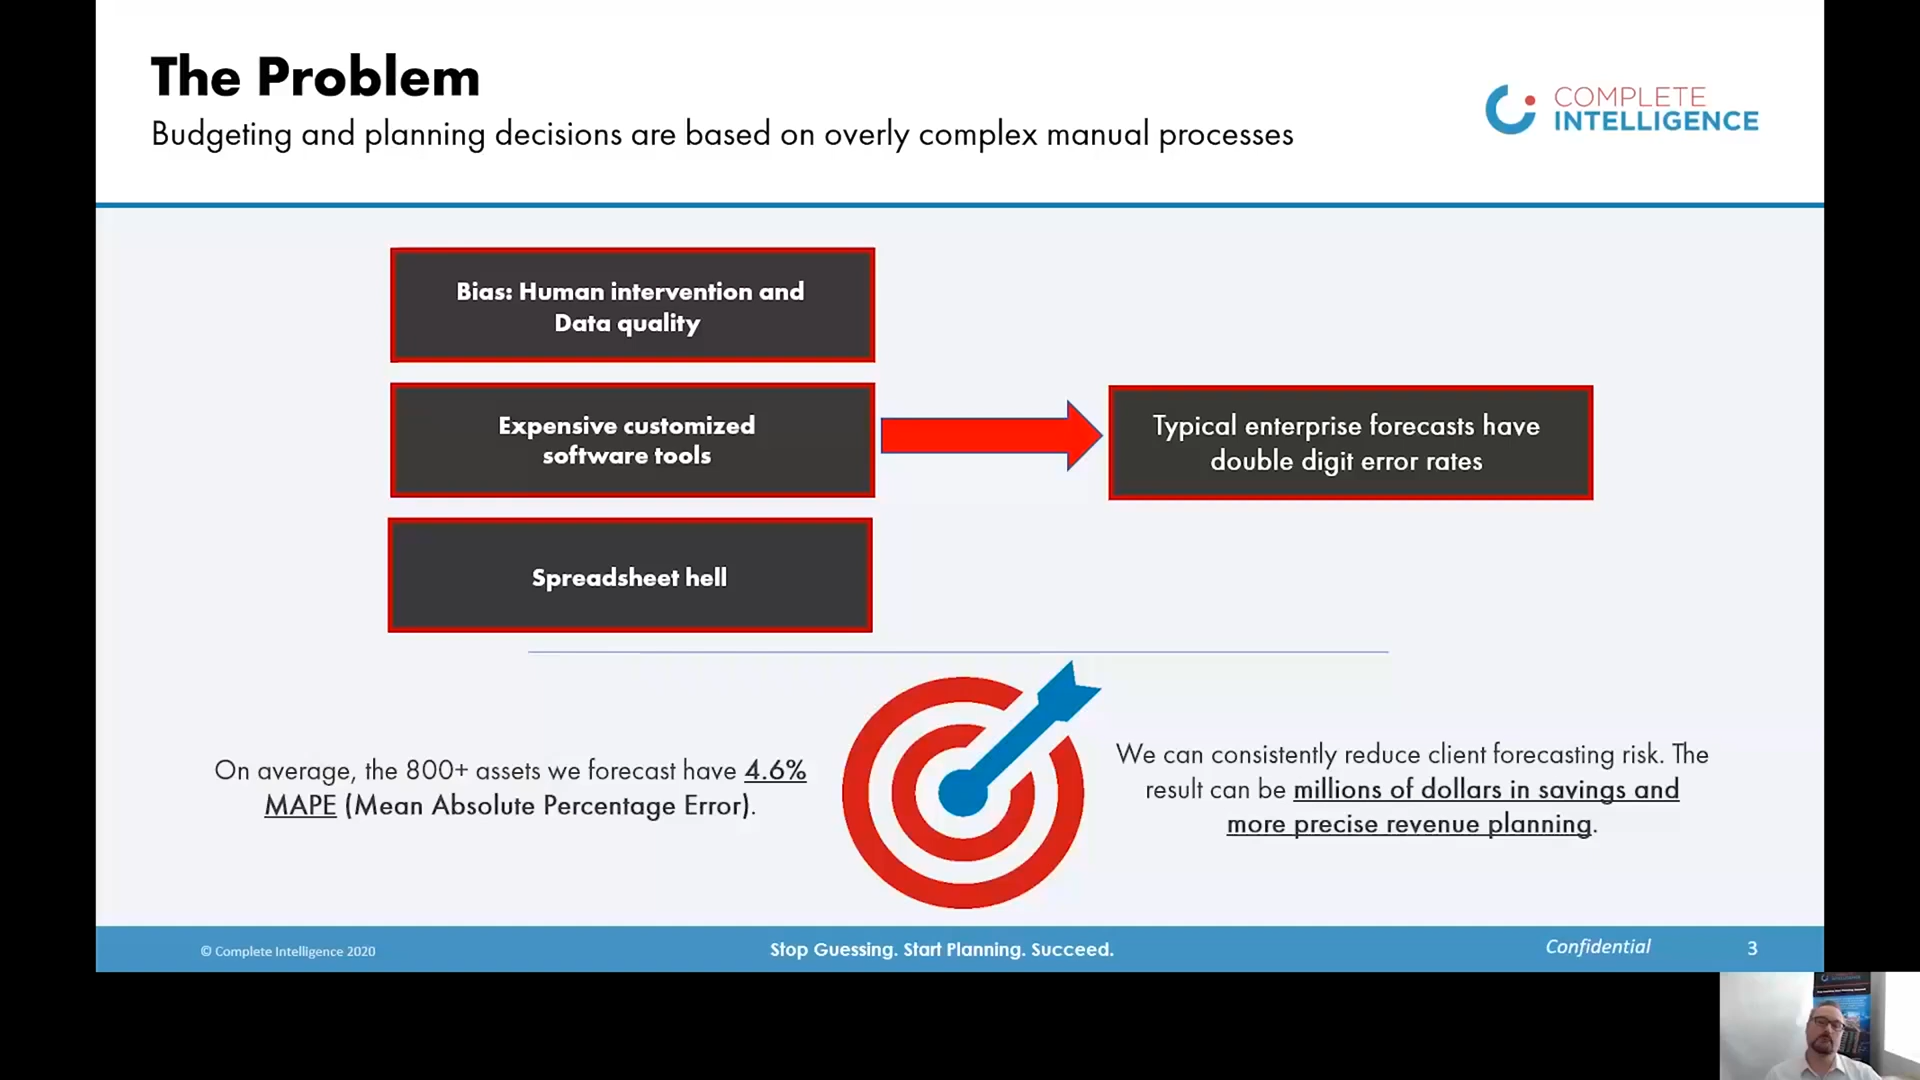 The Problem
Budgeting and planning decisions are based on overly complex manual processes
COMPLETE
INTELLIGENCE
Bias: Human intervention and
Data quality
Expensive customized
software tools
Spreadsheet hell
Typical enterprise forecasts have
double digit error rates
On average, the 800+ assets we forecast have 4.6%
MAPE (Mean Absolute Percentage Error).
We can consistently reduce client forecasting risk. The
result can be millions of dollars in savings and
more precise revenue planning.
© Complete Intelligence 2020
Stop Guessing. Start Planning. Succeed.
Confidential
3